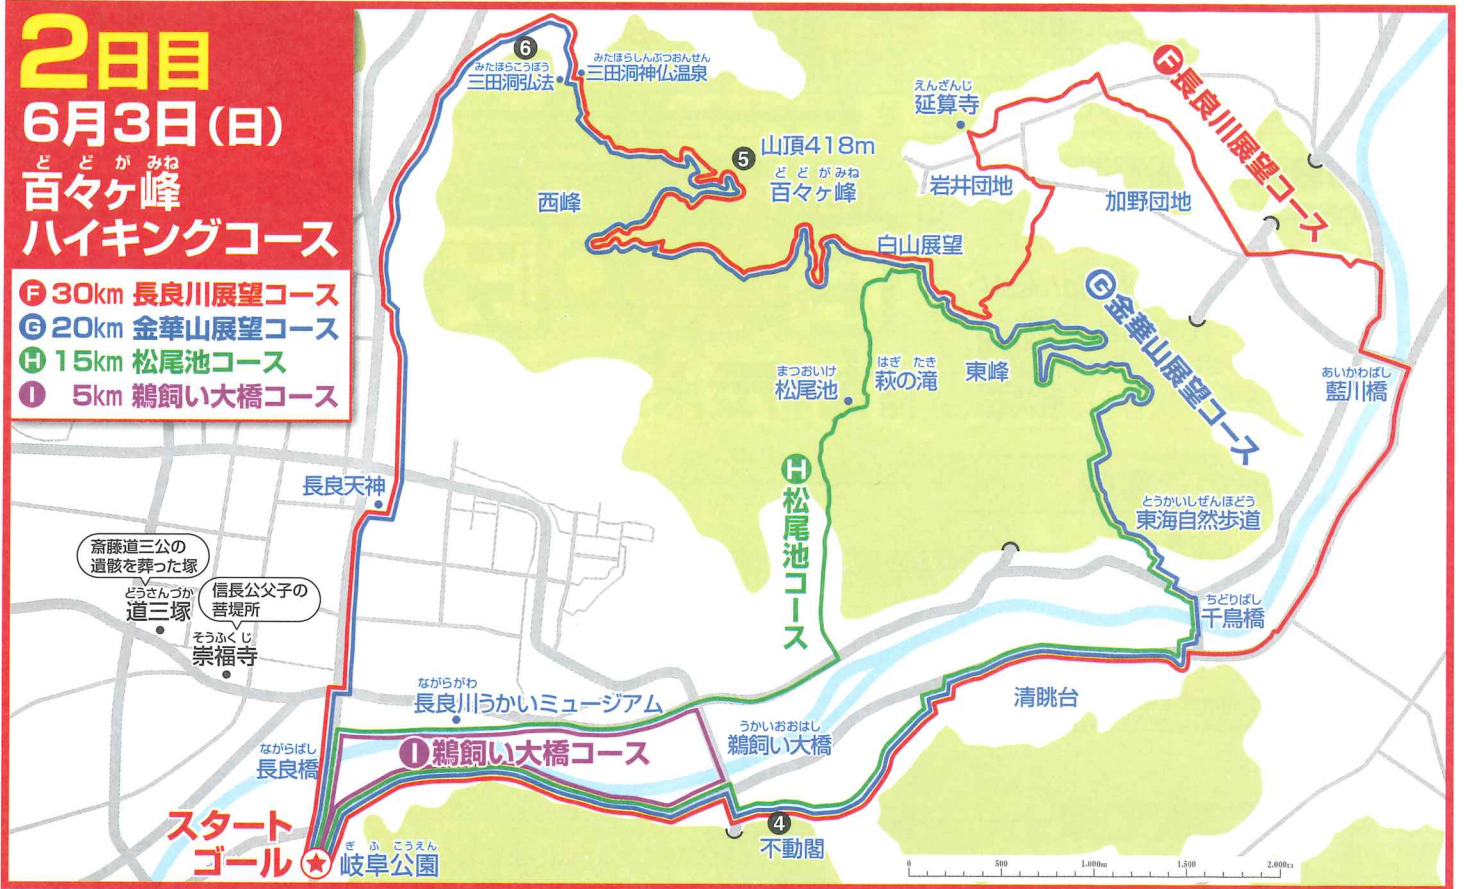 2日目
6月3日(日)
どどがみね
百々ヶ峰
ハイキングコース
F 30km 長良川展望コース
G 20km 金華山展望コース
H 15km 松尾池コース
I 5km 鵜飼い大橋コース
6
みたほらこうぼう
三田洞弘法
みたほらしんぶつおんせん
三田洞神仏温泉
5
山頂418m
どどがみね
百々ヶ峰
西峰
えんざんじ
延算寺
岩井団地
加野団地
F 長良川展望コース
白山展望
G 金華山展望コース
まつおいけ
松尾池
はぎ たき
萩の滝
東峰
あいかわばし
藍川橋
H 松尾池コース
長良天神
とうかいしぜんほどう
東海自然歩道
斎藤道三公の
遺骸を葬った塚
どうさんづか
道三塚
信長公父子の
菩提所
そうふくじ
崇福寺
ちどりばし
千鳥橋
ながらがわ
長良川うかいミュージアム
清眺台
うかいおおはし
鵜飼い大橋
I 鵜飼い大橋コース
ながらばし
長良橋
スタート
ゴール
ぎふこうえん
岐阜公園
4
不動閣
0 500 1,000m 1,500